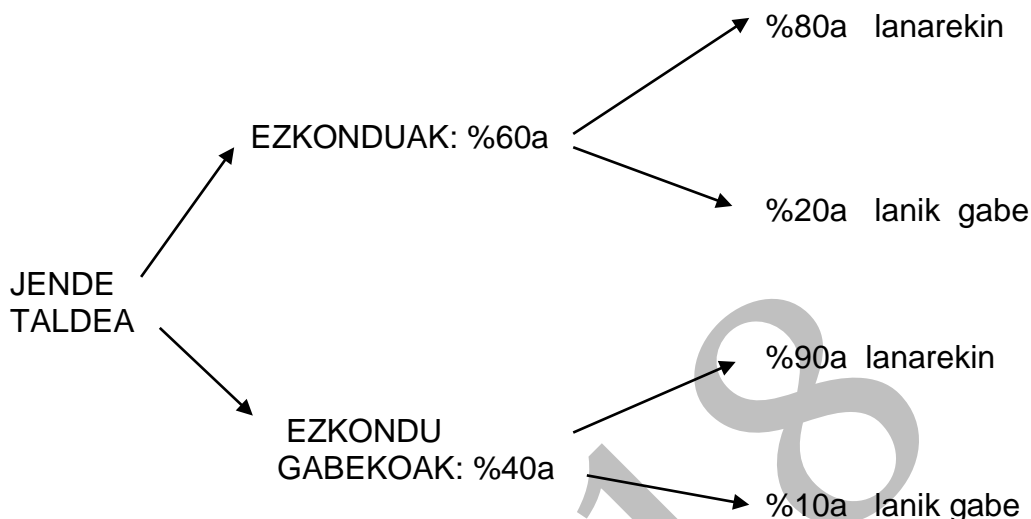 %80a lanarekin
EZKONDUAK: %60a
%20a lanik gabe
JENDE
TALDEA
%90a lanarekin
EZKONDU
GABEKOAK: %40a
%10a lanik gabe